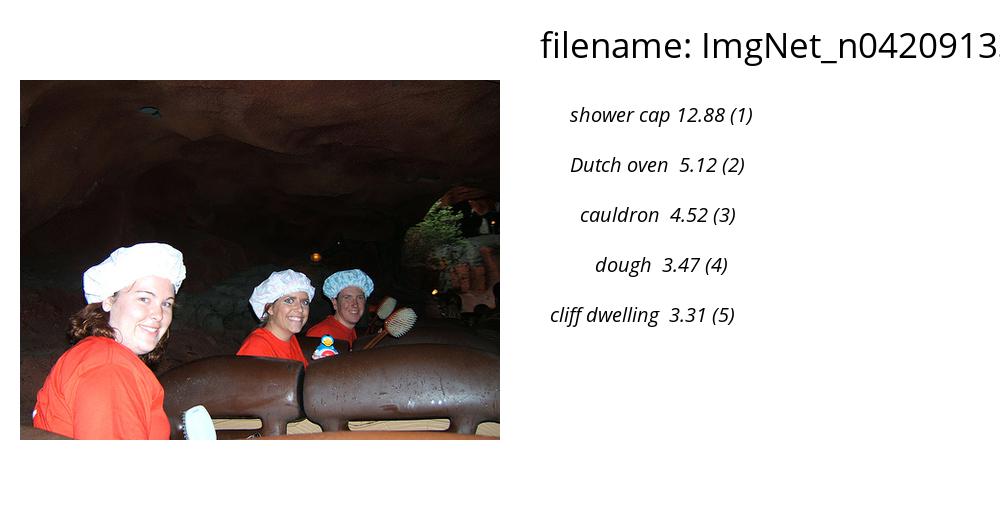 filename: ImgNet_n0420913
shower cap 12.88 (1)
Dutch oven 5.12 (2)
cauldron 4.52 (3)
dough 3.47 (4)
cliff dwelling 3.31 (5)